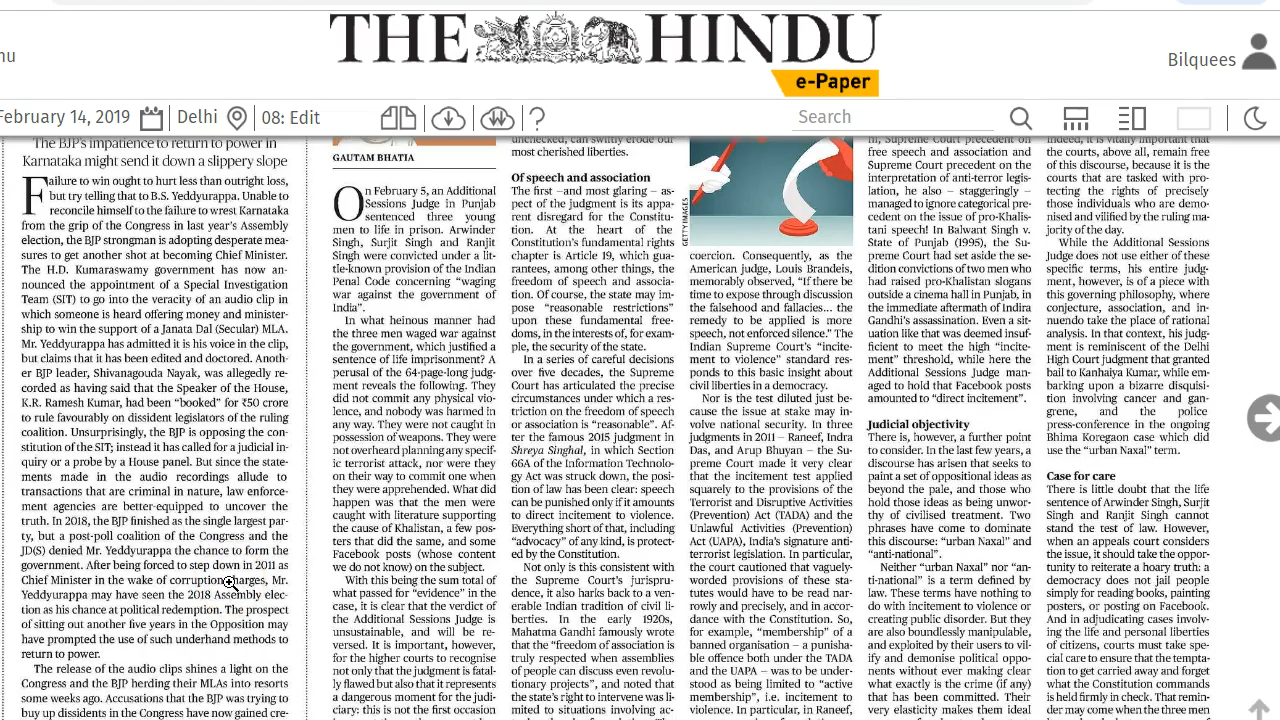 THE HINDU
e-Paper
nu
Bilquees
February 14, 2019
Delhi
08: Edit
?
Search
The BJP's impatience to return to power in
Karnataka might send it down a slippery slope
Failure to win ought to hurt less than outright loss,
but try telling that to B.S. Yeddyurappa. Unable to
reconcile himself to the failure to wrest Karnataka
from the grip of the Congress in last year's Assembly
election, the BJP strongman is adopting desperate mea-
sures to get another shot at becoming Chief Minister.
The H.D. Kumaraswamy government has now an-
nounced the appointment of a Special Investigation
Team (SIT) to go into the veracity of an audio clip in
which someone is heard offering money and minister-
ship to win the support of a Janata Dal (Secular) MLA.
Mr. Yeddyurappa has admitted it is his voice in the clip,
but claims that it has been edited and doctored. Anoth-
er BJP leader, Shivanagouda Nayak, was allegedly re-
corded as having said that the Speaker of the House,
K.R. Ramesh Kumar, had been “booked” for ₹50 crore
to rule favourably on dissident legislators of the ruling
coalition. Unsurprisingly, the BJP is opposing the con-
stitution of the SIT; instead it has called for a judicial in-
quiry or a probe by a House panel. But since the state-
ments made in the audio recordings allude to
transactions that are criminal in nature, law enforce-
ment agencies are better-equipped to uncover the
truth. In 2018, the BJP finished as the single largest par-
ty, but a post-poll coalition of the Congress and the
JD(S) denied Mr. Yeddyurappa the chance to form the
government. After being forced to step down in 2011 as
Chief Minister in the wake of corruption charges, Mr.
Yeddyurappa may have seen the 2018 Assembly elec-
tion as his chance at political redemption. The prospect
of sitting out another five years in the Opposition may
have prompted the use of such underhand methods to
return to power.
The release of the audio clips shines a light on the
Congress and the BJP herding their MLAs into resorts
some weeks ago. Accusations that the BJP was trying to
buy up dissidents in the Congress have now gained cre-
GAUTAM BHATIA
On February 5, an Additional
Sessions Judge in Punjab
sentenced three young
men to life in prison. Arwinder
Singh, Surjit Singh and Ranjit
Singh were convicted under a lit-
tle-known provision of the Indian
Penal Code concerning “waging
war against the government of
India”.
In what heinous manner had
the three men waged war against
the government, which justified a
sentence of life imprisonment? A
perusal of the 64-page-long judg-
ment reveals the following. They
did not commit any physical vio-
lence, and nobody was harmed in
any way. They were not caught in
possession of weapons. They were
not overheard planning any specif-
ic terrorist attack, nor were they
on their way to commit one when
they were apprehended. What did
happen was that the men were
caught with literature supporting
the cause of Khalistan, a few pos-
ters that did the same, and some
Facebook posts (whose content
we do not know) on the subject.
With this being the sum total of
what passed for “evidence” in the
case, it is clear that the verdict of
the Additional Sessions Judge is
unsustainable, and will be re-
versed. It is important, however,
for the higher courts to recognise
not only that the judgment is fatal-
ly flawed but also that it represents
a dangerous moment for the judi-
ciary: this is not the first occasion
unchecked, can swiftly erode our
most cherished liberties.
Of speech and association
The first – and most glaring – as-
pect of the judgment is its appa-
rent disregard for the Constitu-
tion. At the heart of the
Constitution's fundamental rights
chapter is Article 19, which gua-
rantees, among other things, the
freedom of speech and associa-
tion. Of course, the state may im-
pose “reasonable restrictions”
upon these fundamental free-
doms, in the interests of, for exam-
ple, the security of the state.
In a series of careful decisions
over five decades, the Supreme
Court has articulated the precise
circumstances under which a res-
triction on the freedom of speech
or association is “reasonable”. Af-
ter the famous 2015 judgment in
Shreya Singhal, in which Section
66A of the Information Technolo-
gy Act was struck down, the posi-
tion of law has been clear: speech
can be punished only if it amounts
to direct incitement to violence.
Everything short of that, including
“advocacy” of any kind, is protect-
ed by the Constitution.
Not only is this consistent with
the Supreme Court's jurispru-
dence, it also harks back to a ven-
erable Indian tradition of civil li-
berties. In the early 1920s,
Mahatma Gandhi famously wrote
that the “freedom of association is
truly respected when assemblies
of people can discuss even revolu-
tionary projects”, and noted that
the state's right to intervene was li-
mited to situations involving ac-
GETTY IMAGES
coercion. Consequently, as the
American judge, Louis Brandeis,
memorably observed, “If there be
time to expose through discussion
the falsehood and fallacies... the
remedy to be applied is more
speech, not enforced silence.” The
Indian Supreme Court's “incite-
ment to violence” standard res-
ponds to this basic insight about
civil liberties in a democracy.
Nor is the test diluted just be-
cause the issue at stake may in-
volve national security. In three
judgments in 2011 – Raneef, Indra
Das, and Arup Bhuyan – the Su-
preme Court made it very clear
that the incitement test applied
squarely to the provisions of the
Terrorist and Disruptive Activities
(Prevention) Act (TADA) and the
Unlawful Activities (Prevention)
Act (UAPA), India's signature anti-
terrorist legislation. In particular,
the court cautioned that vaguely-
worded provisions of these sta-
tutes would have to be read nar-
rowly and precisely, and in accor-
dance with the Constitution. So,
for example, “membership” of a
banned organisation – a punisha-
ble offence both under the TADA
and the UAPA – was to be under-
stood as being limited to “active
membership”, i.e. incitement to
violence. In particular, in Raneef,
in, Supreme Court precedent on
free speech and association and
Supreme Court precedent on the
interpretation of anti-terror legis-
lation, he also – staggeringly –
managed to ignore categorical pre-
cedent on the issue of pro-Khalis-
tani speech! In Balwant Singh v.
State of Punjab (1995), the Su-
preme Court had set aside the se-
dition convictions of two men who
had raised pro-Khalistan slogans
outside a cinema hall in Punjab, in
the immediate aftermath of Indira
Gandhi's assassination. Even a sit-
uation like that was deemed insuf-
ficient to meet the high “incite-
ment” threshold, while here the
Additional Sessions Judge man-
aged to hold that Facebook posts
amounted to “direct incitement”.
Judicial objectivity
There is, however, a further point
to consider. In the last few years, a
discourse has arisen that seeks to
paint a set of oppositional ideas as
beyond the pale, and those who
hold those ideas as being unwor-
thy of civilised treatment. Two
phrases have come to dominate
this discourse: “urban Naxal” and
“anti-national”.
Neither “urban Naxal” nor “an-
ti-national” is a term defined by
law. These terms have nothing to
do with incitement to violence or
creating public disorder. But they
are also boundlessly manipulable,
and exploited by their users to vil-
ify and demonise political oppo-
nents without ever making clear
what exactly is the crime (if any)
that has been committed. Their
very elasticity makes them ideal
indeed, it is vitally important that
the courts, above all, remain free
of this discourse, because it is the
courts that are tasked with pro-
tecting the rights of precisely
those individuals who are demo-
nised and vilified by the ruling ma-
jority of the day.
While the Additional Sessions
Judge does not use either of these
specific terms, his entire judg-
ment, however, is of a piece with
this governing philosophy, where
conjecture, association, and in-
nuendo take the place of rational
analysis. In that context, his judg-
ment is reminiscent of the Delhi
High Court judgment that granted
bail to Kanhaiya Kumar, while em-
barking upon a bizarre disquisi-
tion involving cancer and gan-
grene, and the police
press-conference in the ongoing
Bhima Koregaon case which did
use the “urban Naxal” term.
Case for care
There is little doubt that the life
sentence of Arwinder Singh, Surjit
Singh and Ranjit Singh cannot
stand the test of law. However,
when an appeals court considers
the issue, it should take the oppor-
tunity to reiterate a hoary truth: a
democracy does not jail people
simply for reading books, painting
posters, or posting on Facebook.
And in adjudicating cases involv-
ing the life and personal liberties
of citizens, courts must take spe-
cial care to ensure that the tempta-
tion to get carried away and forget
what the Constitution commands
is held firmly in check. That remin-
der may come when the three men